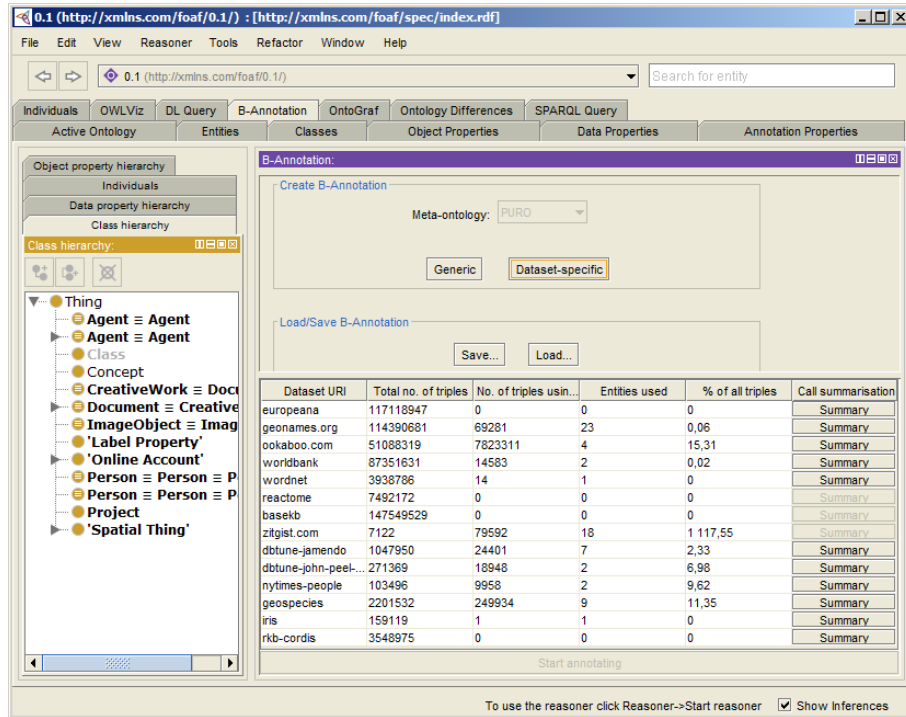 0.1 (http://xmlns.com/foaf/0.1/) : [http://xmlns.com/foaf/spec/index.rdf]
File Edit View Reasoner Tools Refactor Window Help
0.1 (http://xmlns.com/foaf/0.1/) Search for entity
Individuals OWLViz DL Query B-Annotation OntoGraf Ontology Differences SPARQL Query
Active Ontology Entities Classes Object Properties Data Properties Annotation Properties
Object property hierarchy
Individuals
Data property hierarchy
Class hierarchy
Class hierarchy:
Thing
Agent ≡ Agent
Agent ≡ Agent
Class
Concept
CreativeWork ≡ Docu
Document ≡ Creative
ImageObject ≡ Imag
'Label Property'
'Online Account'
Person ≡ Person ≡ P
Person ≡ Person ≡ P
Project
'Spatial Thing'
B-Annotation:
Create B-Annotation
Meta-ontology: PURO
Generic Dataset-specific
Load/Save B-Annotation
Save... Load...
Dataset URI Total no. of triples No. of triples usin... Entities used % of all triples Call summarisation
europeana 117118947 0 0 0 Summary
geonames.org 114390681 69281 23 0,06 Summary
ookaboo.com 51088319 7823311 4 15,31 Summary
worldbank 87351631 14583 2 0,02 Summary
wordnet 3938786 14 1 0 Summary
reactome 7492172 0 0 0 Summary
basekb 147549529 0 0 0 Summary
zitgist.com 7122 79592 18 1 117,55 Summary
dbtune-jamendo 1047950 24401 7 2,33 Summary
dbtune-john-peel-... 271369 18948 2 6,98 Summary
nytimes-people 103496 9958 2 9,62 Summary
geospecies 2201532 249934 9 11,35 Summary
iris 159119 1 1 0 Summary
rkb-cordis 3548975 0 0 0 Summary
Start annotating
To use the reasoner click Reasoner->Start reasoner Show Inferences